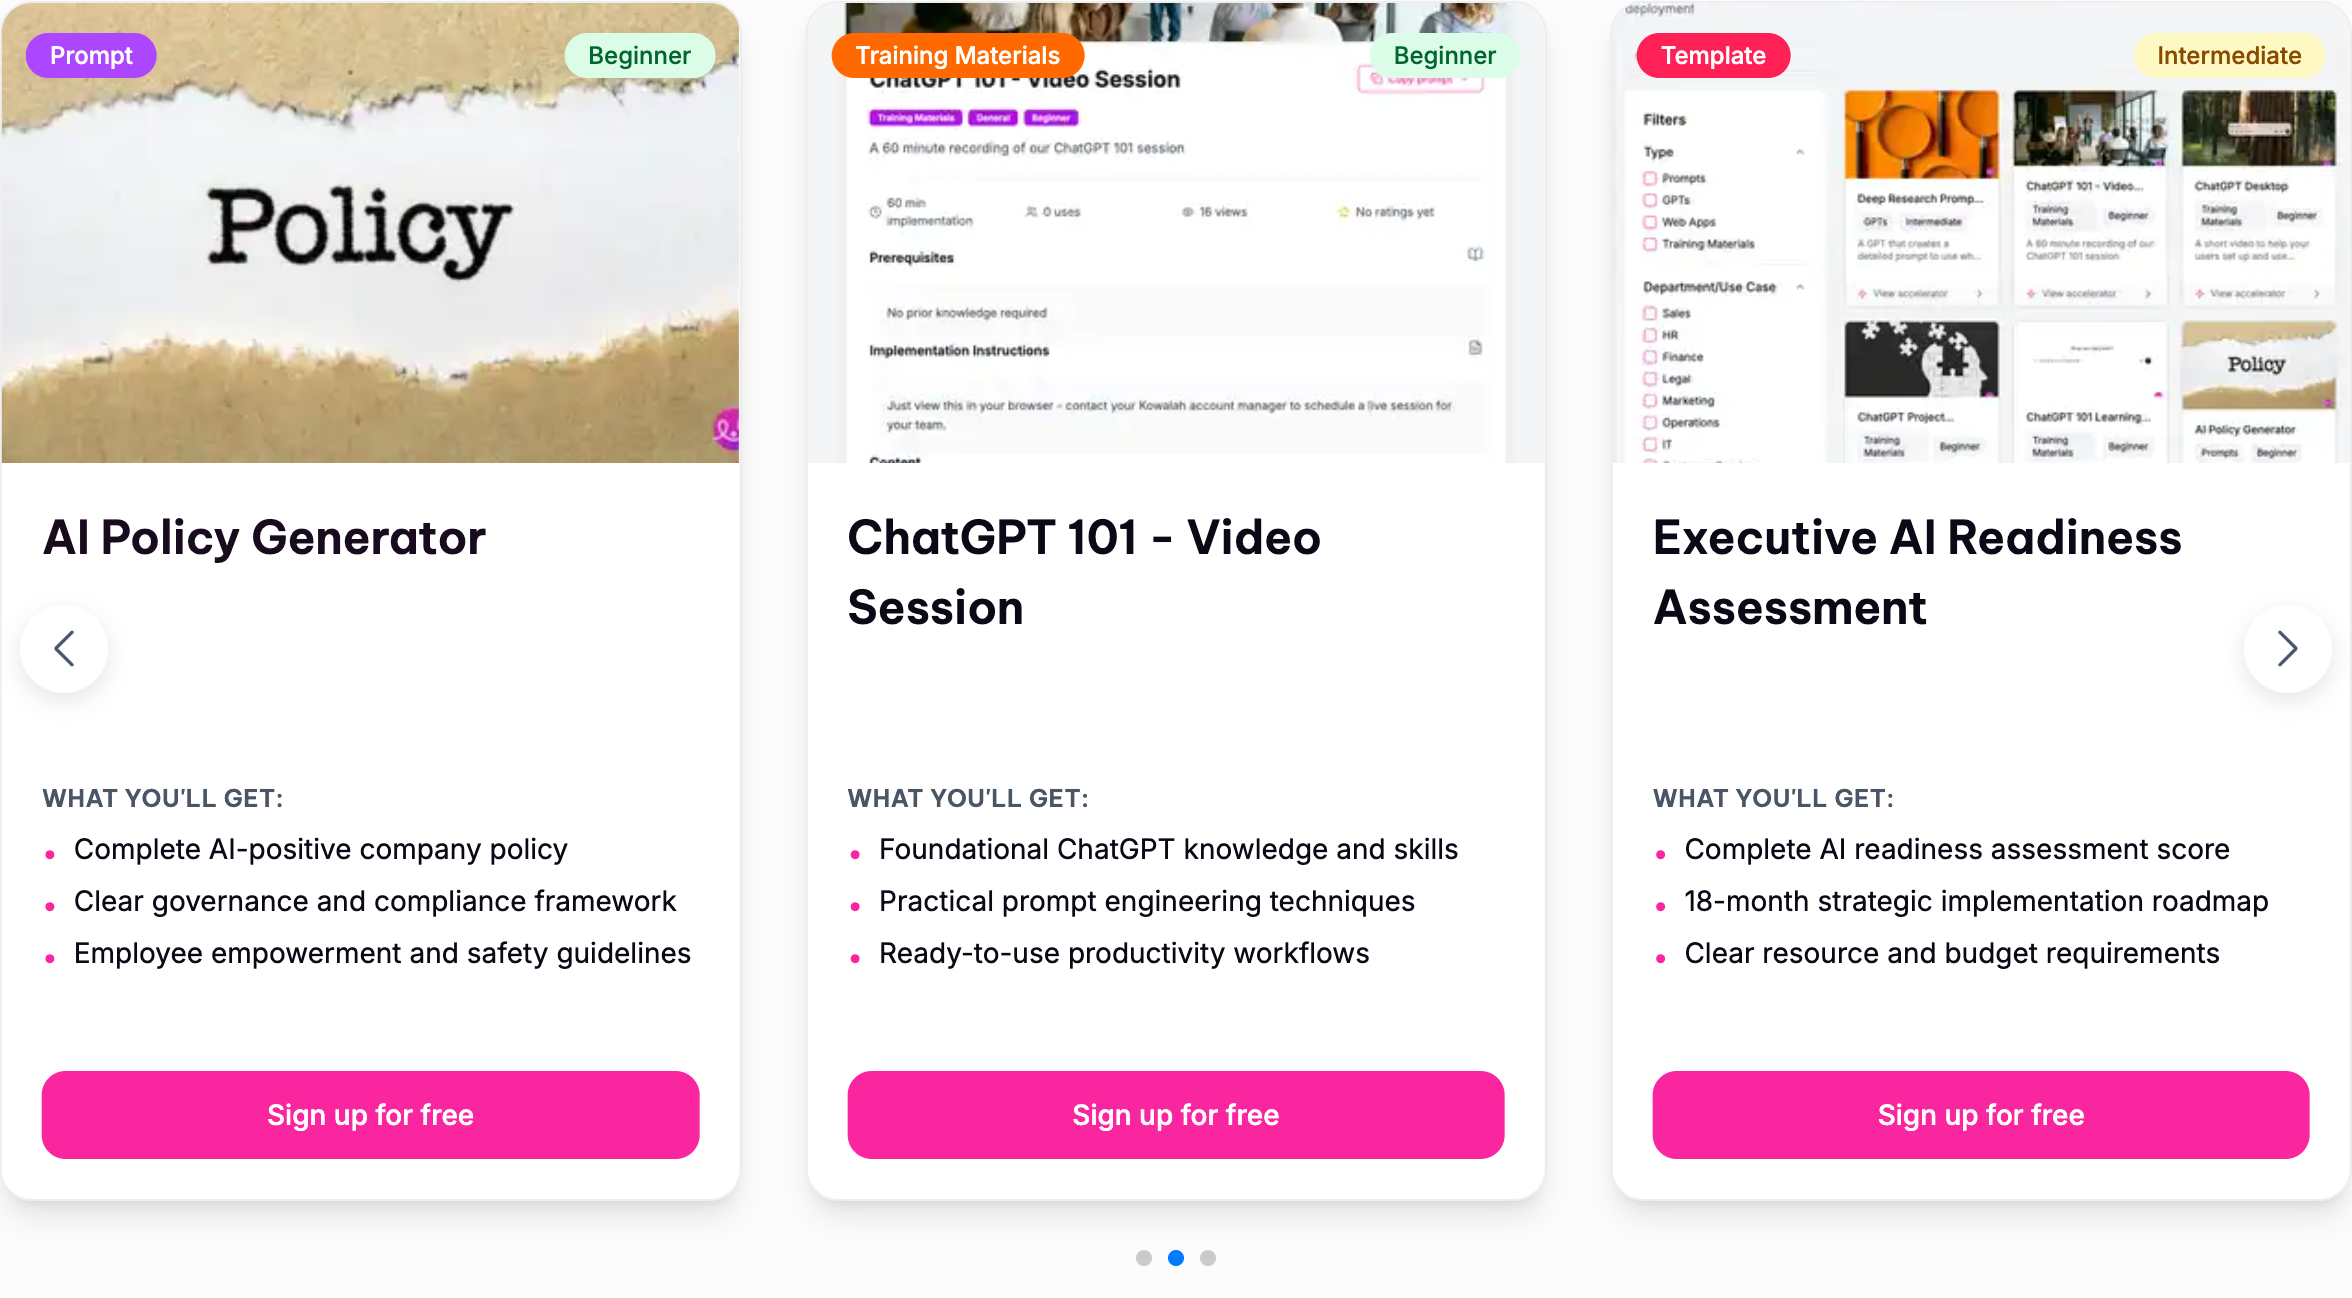 Prompt
Beginner
Policy
AI Policy Generator
WHAT YOU'LL GET:
Complete AI-positive company policy
Clear governance and compliance framework
Employee empowerment and safety guidelines
Sign up for free
Training Materials
Beginner
ChatGPT 101 - Video Session
Copy prompt
Training Materials
General
Beginner
A 60 minute recording of our ChatGPT 101 session
60 min
implementation
0 uses
16 views
No ratings yet
Prerequisites
No prior knowledge required
Implementation Instructions
Just view this in your browser - contact your Kowalah account manager to schedule a live session for
your team.
Content
ChatGPT 101 - Video
Session
WHAT YOU'LL GET:
Foundational ChatGPT knowledge and skills
Practical prompt engineering techniques
Ready-to-use productivity workflows
Sign up for free
deployment
Template
Intermediate
Filters
Type
Prompts
GPTs
Web Apps
Training Materials
Department/Use Case
Sales
HR
Finance
Legal
Marketing
Operations
IT
Deep Research Promp...
GPTs
Intermediate
A GPT that creates a
detailed prompt to use wh...
View accelerator
ChatGPT 101 - Video...
Training
Materials
Beginner
A 60 minute recording of our
ChatGPT 101 session
View accelerator
ChatGPT Desktop
Training
Materials
Beginner
A short video to help your
users set up and use...
View accelerator
ChatGPT Project...
Training
Materials
Beginner
ChatGPT 101 Learning...
Training
Materials
Beginner
Policy
AI Policy Generator
Prompts
Beginner
Executive AI Readiness
Assessment
WHAT YOU'LL GET:
Complete AI readiness assessment score
18-month strategic implementation roadmap
Clear resource and budget requirements
Sign up for free